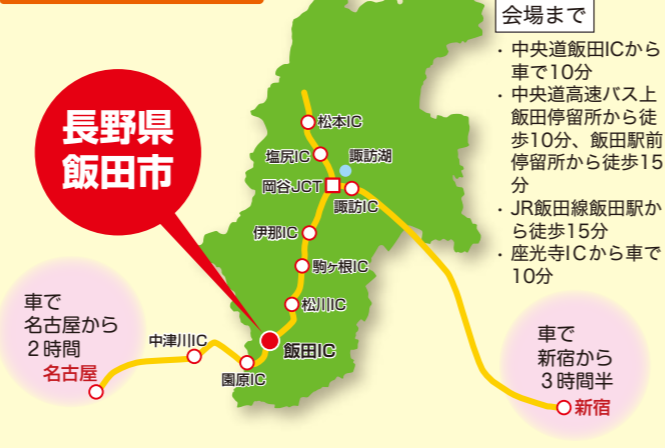 会場まで
・中央道飯田ICから
車で10分
・中央道高速バス上
飯田停留所から徒
歩10分、飯田駅前
停留所から徒歩15
分
・JR飯田線飯田駅か
ら徒歩15分
・座光寺ICから車で
10分
長野県
飯田市
松本IC
塩尻IC
諏訪湖
岡谷JCT
諏訪IC
伊那IC
駒ヶ根IC
松川IC
飯田IC
園原IC
中津川IC
車で
名古屋から
2時間
名古屋
車で
新宿から
3時間半
新宿